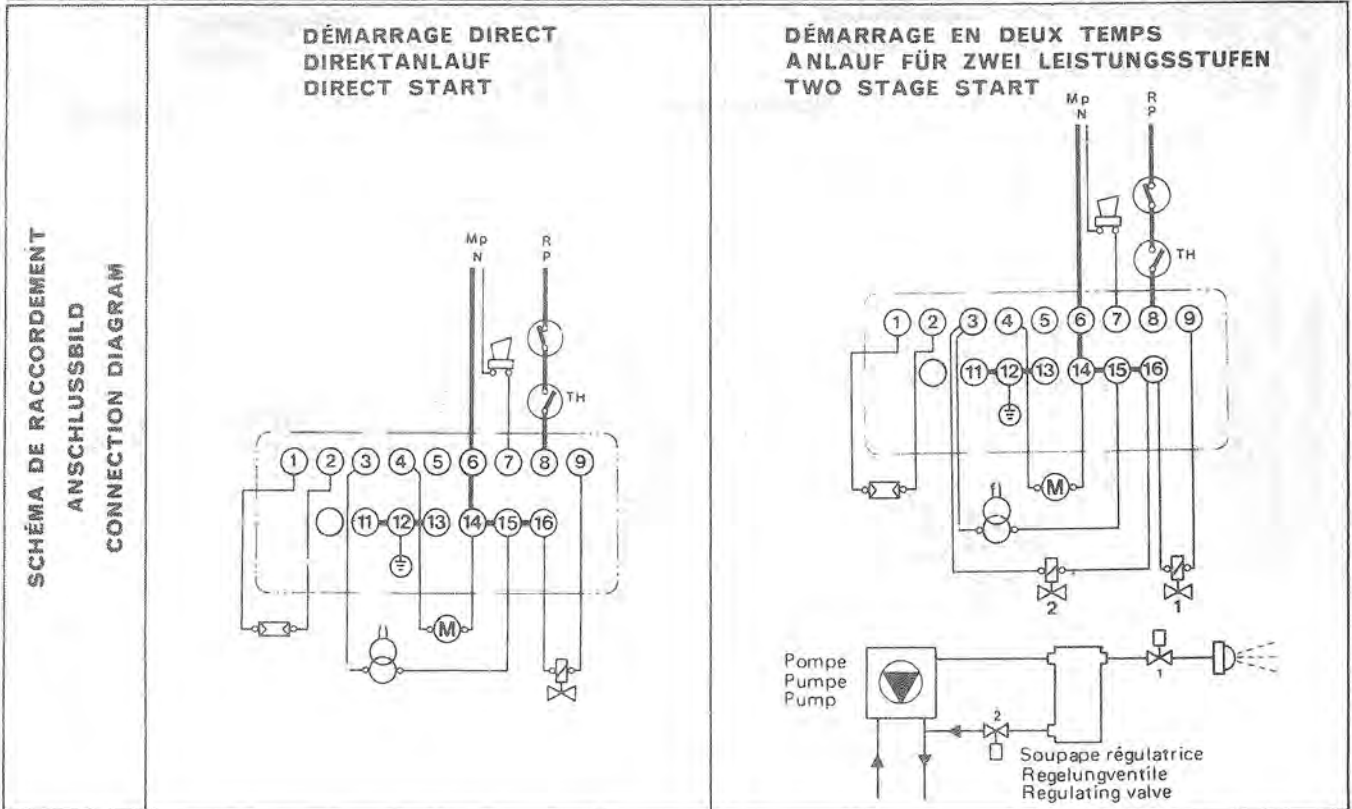 SCHÉMA DE RACCORDEMENT
ANSCHLUSSBILD
CONNECTION DIAGRAM
DÉMARRAGE DIRECT
DIREKTANLAUF
DIRECT START
Mp
N
R
P
TH
1 2 3 4 5 6 7 8 9
11 12 13 14 15 16
M
DÉMARRAGE EN DEUX TEMPS
ANLAUF FÜR ZWEI LEISTUNGSSTUFEN
TWO STAGE START
Mp
N
R
P
TH
1 2 3 4 5 6 7 8 9
11 12 13 14 15 16
M
2 1
Pompe
Pumpe
Pump
1
2
Soupape régulatrice
Regelungventile
Regulating valve